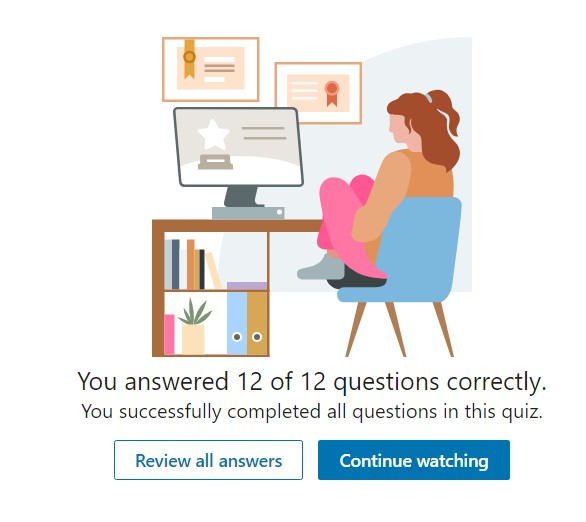 You answered 12 of 12 questions correctly.
You successfully completed all questions in this quiz.
Review all answers
Continue watching